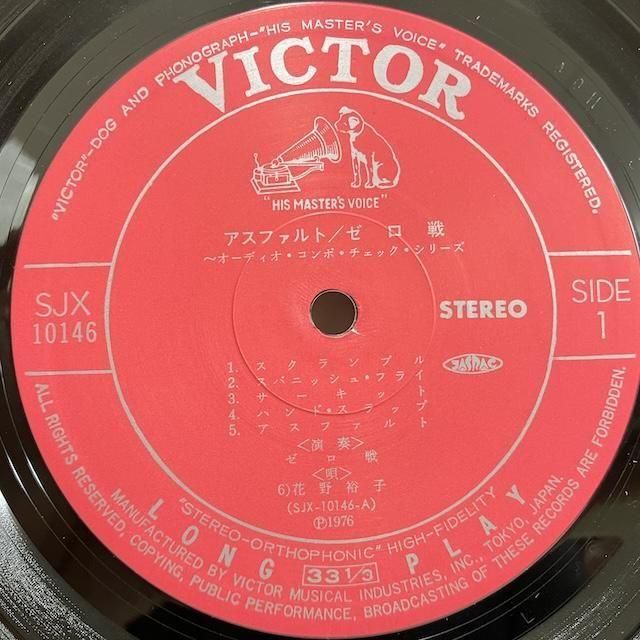 "VICTOR"-DOG AND PHONOGRAPH-"HIS MASTER'S VOICE" TRADEMARKS REGISTERED.
VICTOR
"HIS MASTER'S VOICE"
アスファルト/ゼロ戦
〜オーディオ・コンポ・チェック・シリーズ
SJX
10146
STEREO
SIDE
1
JASRAC
1. スクランブル
2. スパニッシュ・フライ
3. サーキット
4. ハンド・スラップ
5. アスファルト
〈演奏〉
ゼロ戦
〈唄〉
6)花野裕子
(SJX-10146-A)
Ⓟ1976
"STEREO-ORTHOPHONIC" HIGH-FIDELITY
LONG PLAY
33 1/3
MANUFACTURED BY VICTOR MUSICAL INDUSTRIES, INC., TOKYO, JAPAN.
ALL RIGHTS RESERVED, COPYING, PUBLIC PERFORMANCE, BROADCASTING OF THESE RECORDS ARE FORBIDDEN.